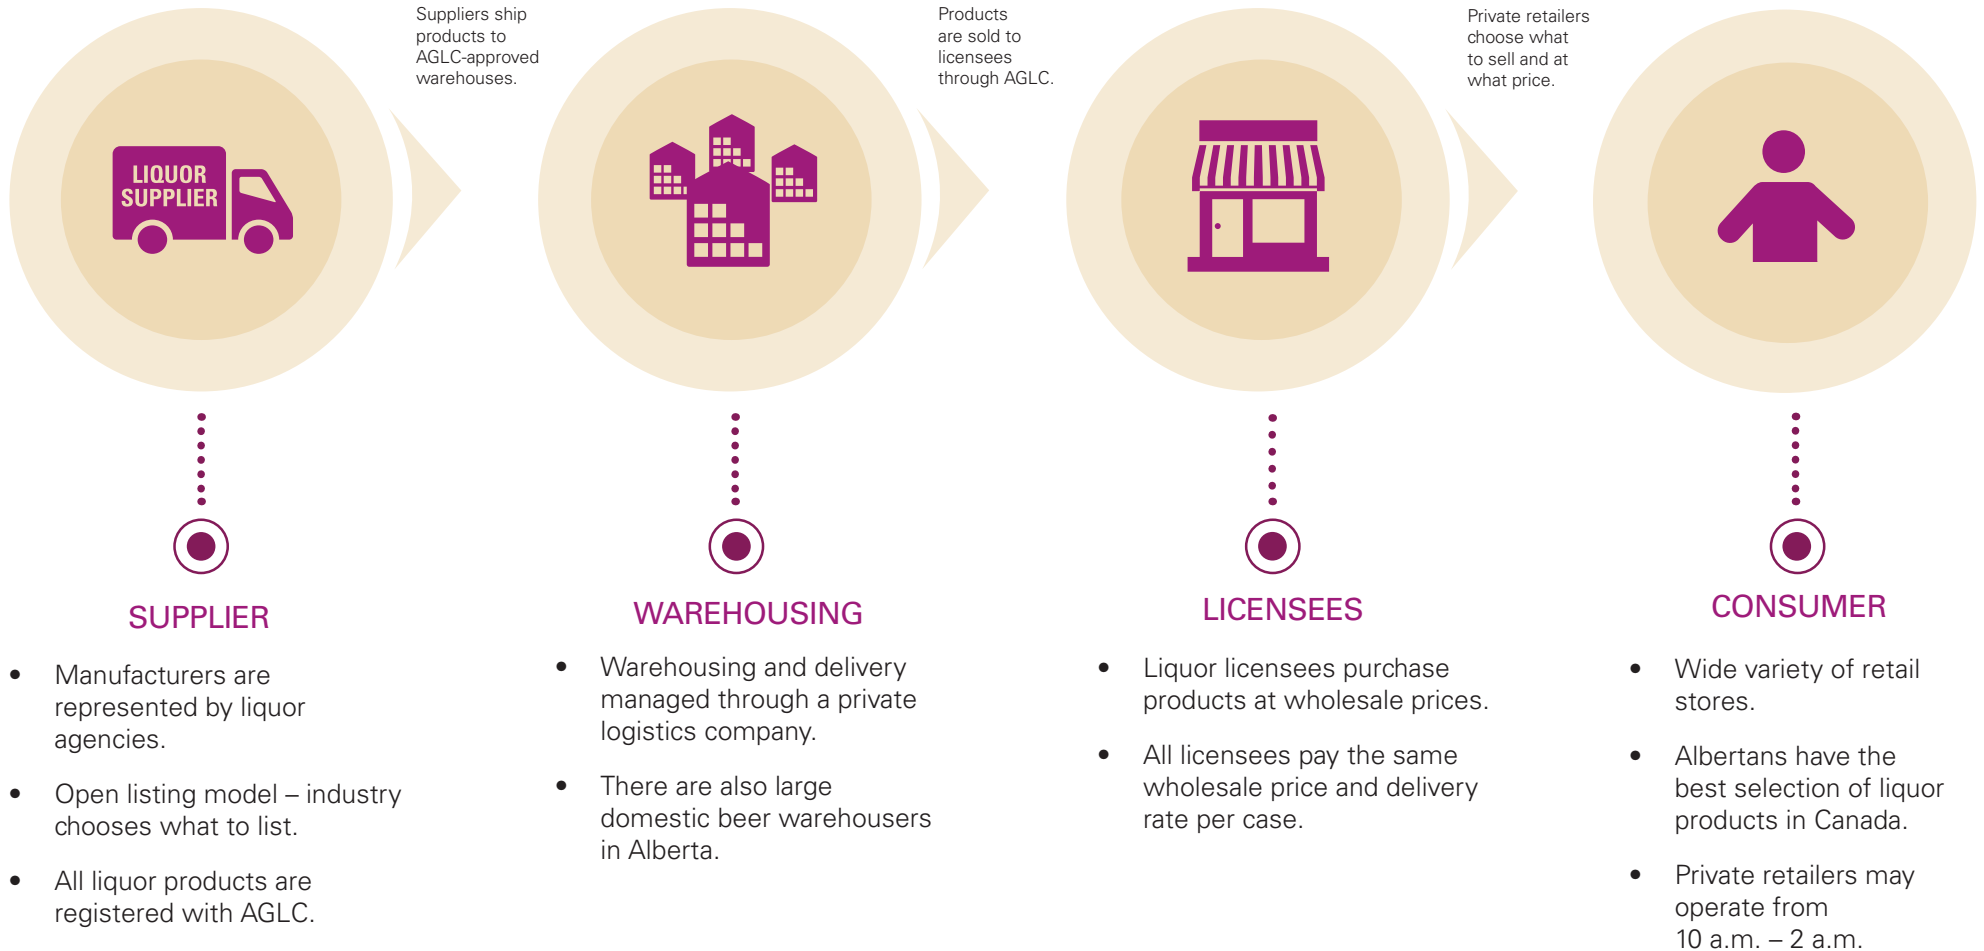 Suppliers ship
products to
AGLC-approved
warehouses.
Products
are sold to
licensees
through AGLC.
Private retailers
choose what
to sell and at
what price.
LIQUOR
SUPPLIER
SUPPLIER
• Manufacturers are
represented by liquor
agencies.
• Open listing model – industry
chooses what to list.
• All liquor products are
registered with AGLC.
WAREHOUSING
• Warehousing and delivery
managed through a private
logistics company.
• There are also large
domestic beer warehousers
in Alberta.
LICENSEES
• Liquor licensees purchase
products at wholesale prices.
• All licensees pay the same
wholesale price and delivery
rate per case.
CONSUMER
• Wide variety of retail
stores.
• Albertans have the
best selection of liquor
products in Canada.
• Private retailers may
operate from
10 a.m. – 2 a.m.